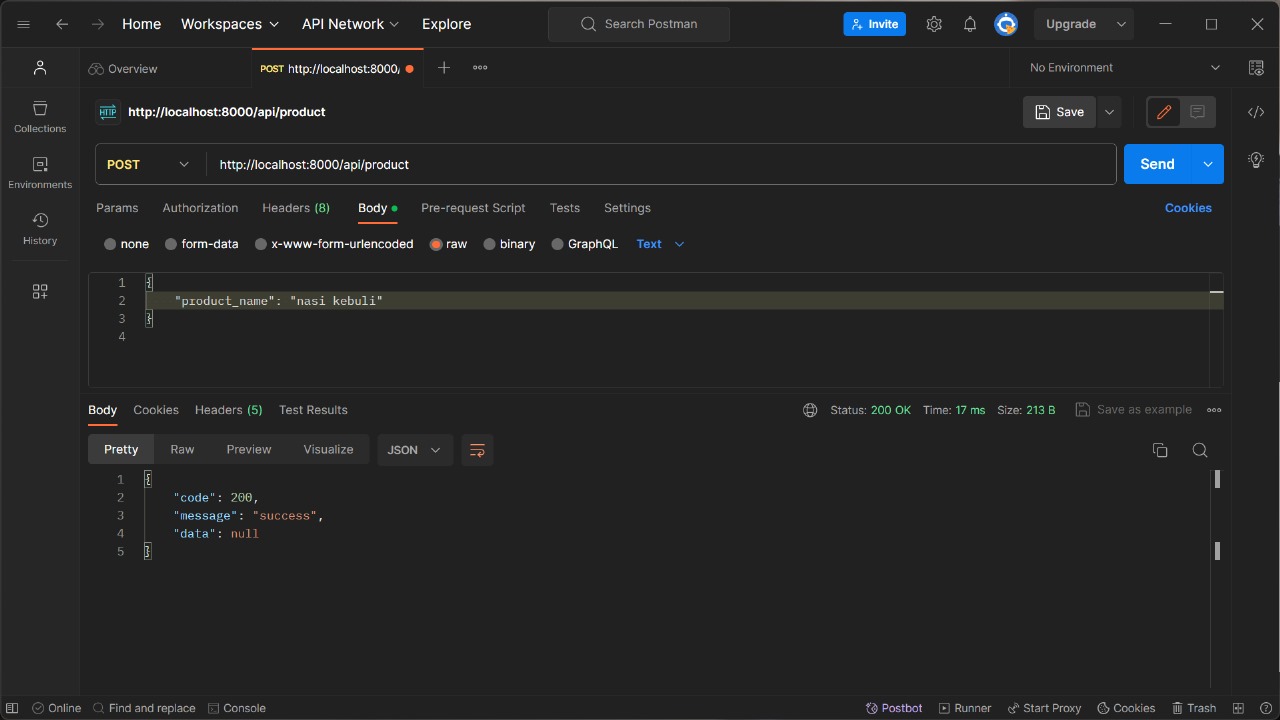 Home Workspaces API Network Explore Search Postman Invite Upgrade
Overview POST http://localhost:8000/ No Environment
HTTP http://localhost:8000/api/product Save
Collections
Environments
History
POST http://localhost:8000/api/product Send
Params Authorization Headers (8) Body Pre-request Script Tests Settings Cookies
none form-data x-www-form-urlencoded raw binary GraphQL Text
1 {
2 "product_name": "nasi kebuli"
3 }
4
Body Cookies Headers (5) Test Results Status: 200 OK Time: 17 ms Size: 213 B Save as example
Pretty Raw Preview Visualize JSON
1 {
2 "code": 200,
3 "message": "success",
4 "data": null
5 }
Online Find and replace Console Postbot Runner Start Proxy Cookies Trash